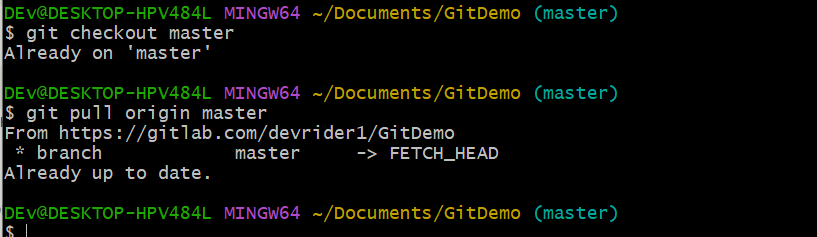 DEv@DESKTOP-HPV484L MINGW64 ~/Documents/GitDemo (master)
$ git checkout master
Already on 'master'
DEv@DESKTOP-HPV484L MINGW64 ~/Documents/GitDemo (master)
$ git pull origin master
From https://gitlab.com/devrider1/GitDemo
 * branch            master     -> FETCH_HEAD
Already up to date.
DEv@DESKTOP-HPV484L MINGW64 ~/Documents/GitDemo (master)
$